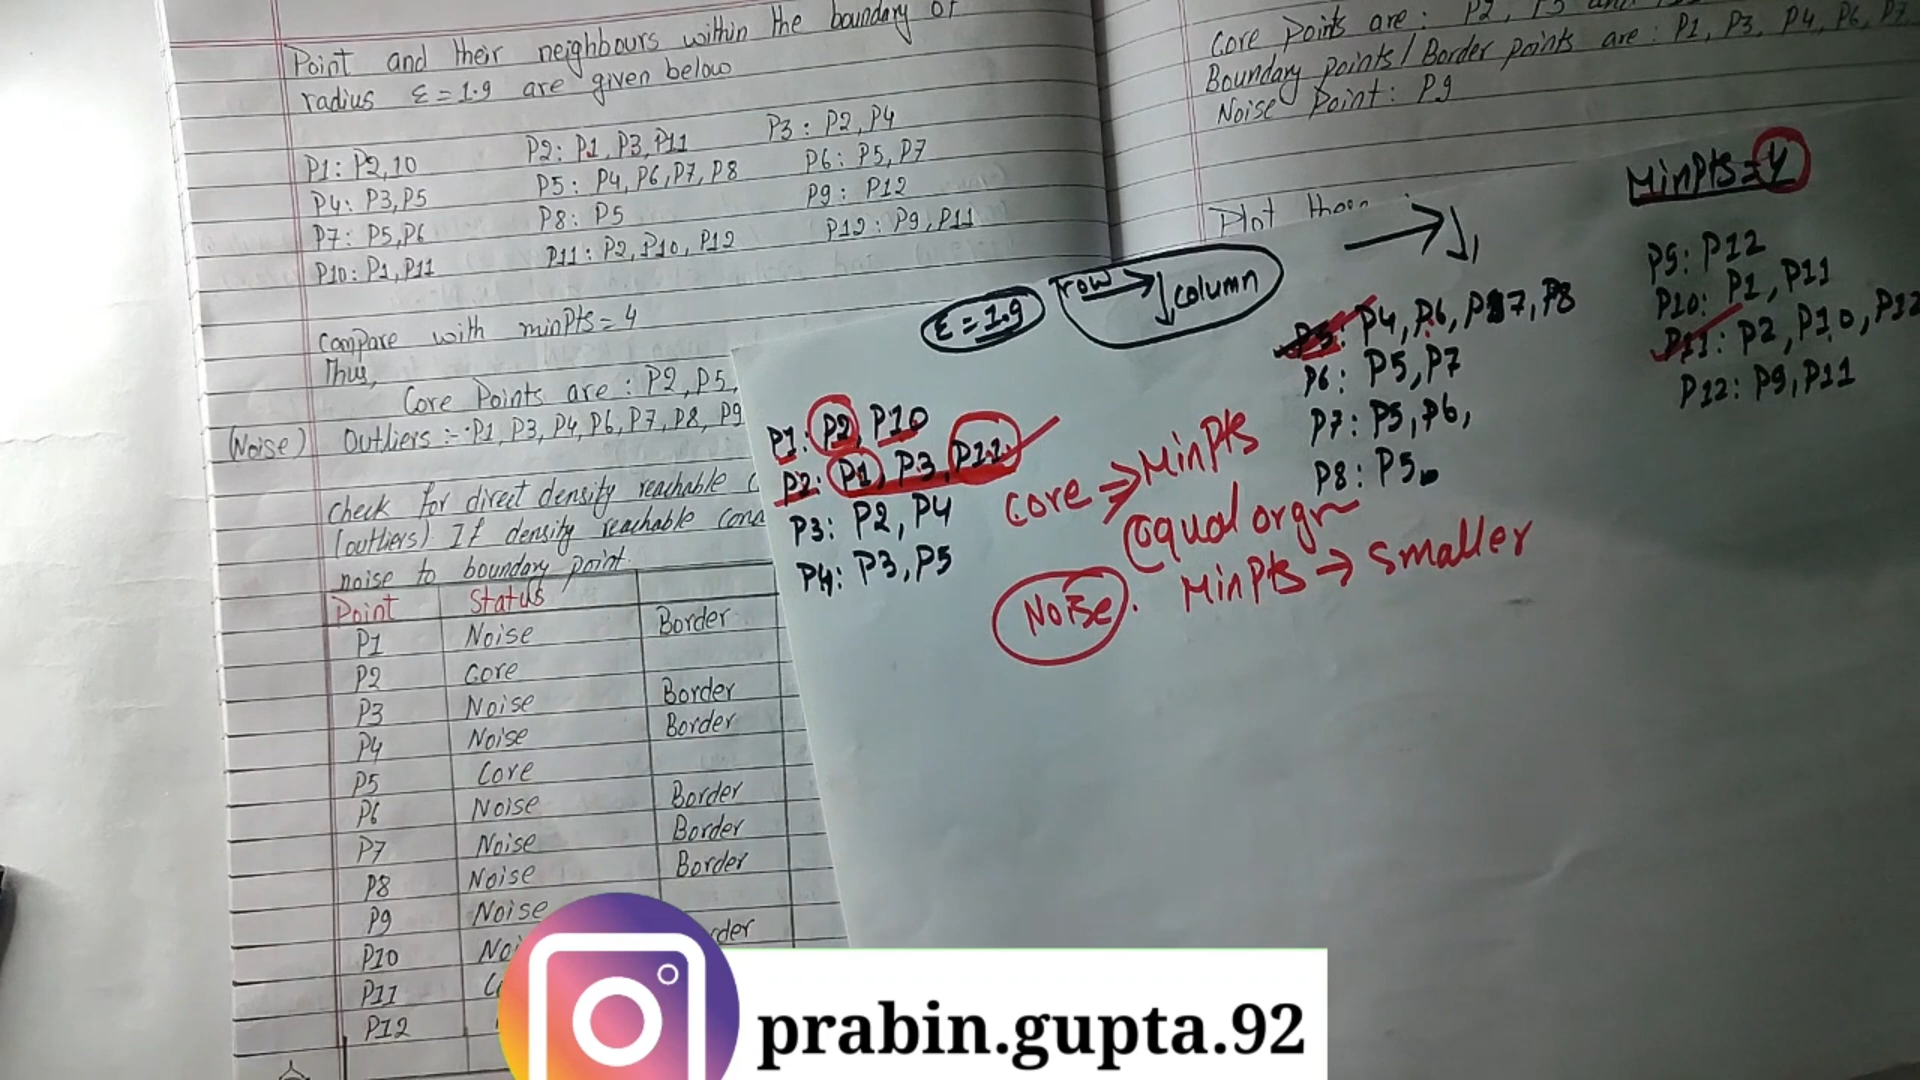 Point and their neighbours within the boundary of
radius ε=1.9 are given below
P1: P2,10 P2: P1, P3, P11 P3: P2, P4
P4: P3,P5 P5: P4, P6, P7, P8 P6: P5, P7
P7: P5,P6 P8: P5 P9: P12
P10: P1,P11 P11: P2, P10, P12 P12: P9, P11
Compare with minPts=4
Thus,
Core Points are: P2, P5,
(Noise) Outliers :- P1, P3, P4, P6, P7, P8, P9
check for direct density reachable
(outliers) If density reachable
noise to boundary point.
Point Status
P1 Noise Border
P2 Core
P3 Noise Border
P4 Noise Border
P5 Core
P6 Noise Border
P7 Noise Border
P8 Noise Border
P9 Noise
P10
P11
P12
Core Points are: P2, P5
Boundary points/Border points are: P1, P3, P4, P6, P7
Noise Point: P9
Plot
MinPts=4
ε=1.9
row column
P1: P2, P10
P2: P1, P3, P11
P3: P2, P4
P4: P3, P5
P5: P4, P6, P7, P8
P6: P5, P7
P7: P5, P6,
P8: P5
P9: P12
P10: P1, P11
P11: P2, P10, P12
P12: P9, P11
Core → MinPts
equal or
Noise. MinPts → Smaller
prabin.gupta.92